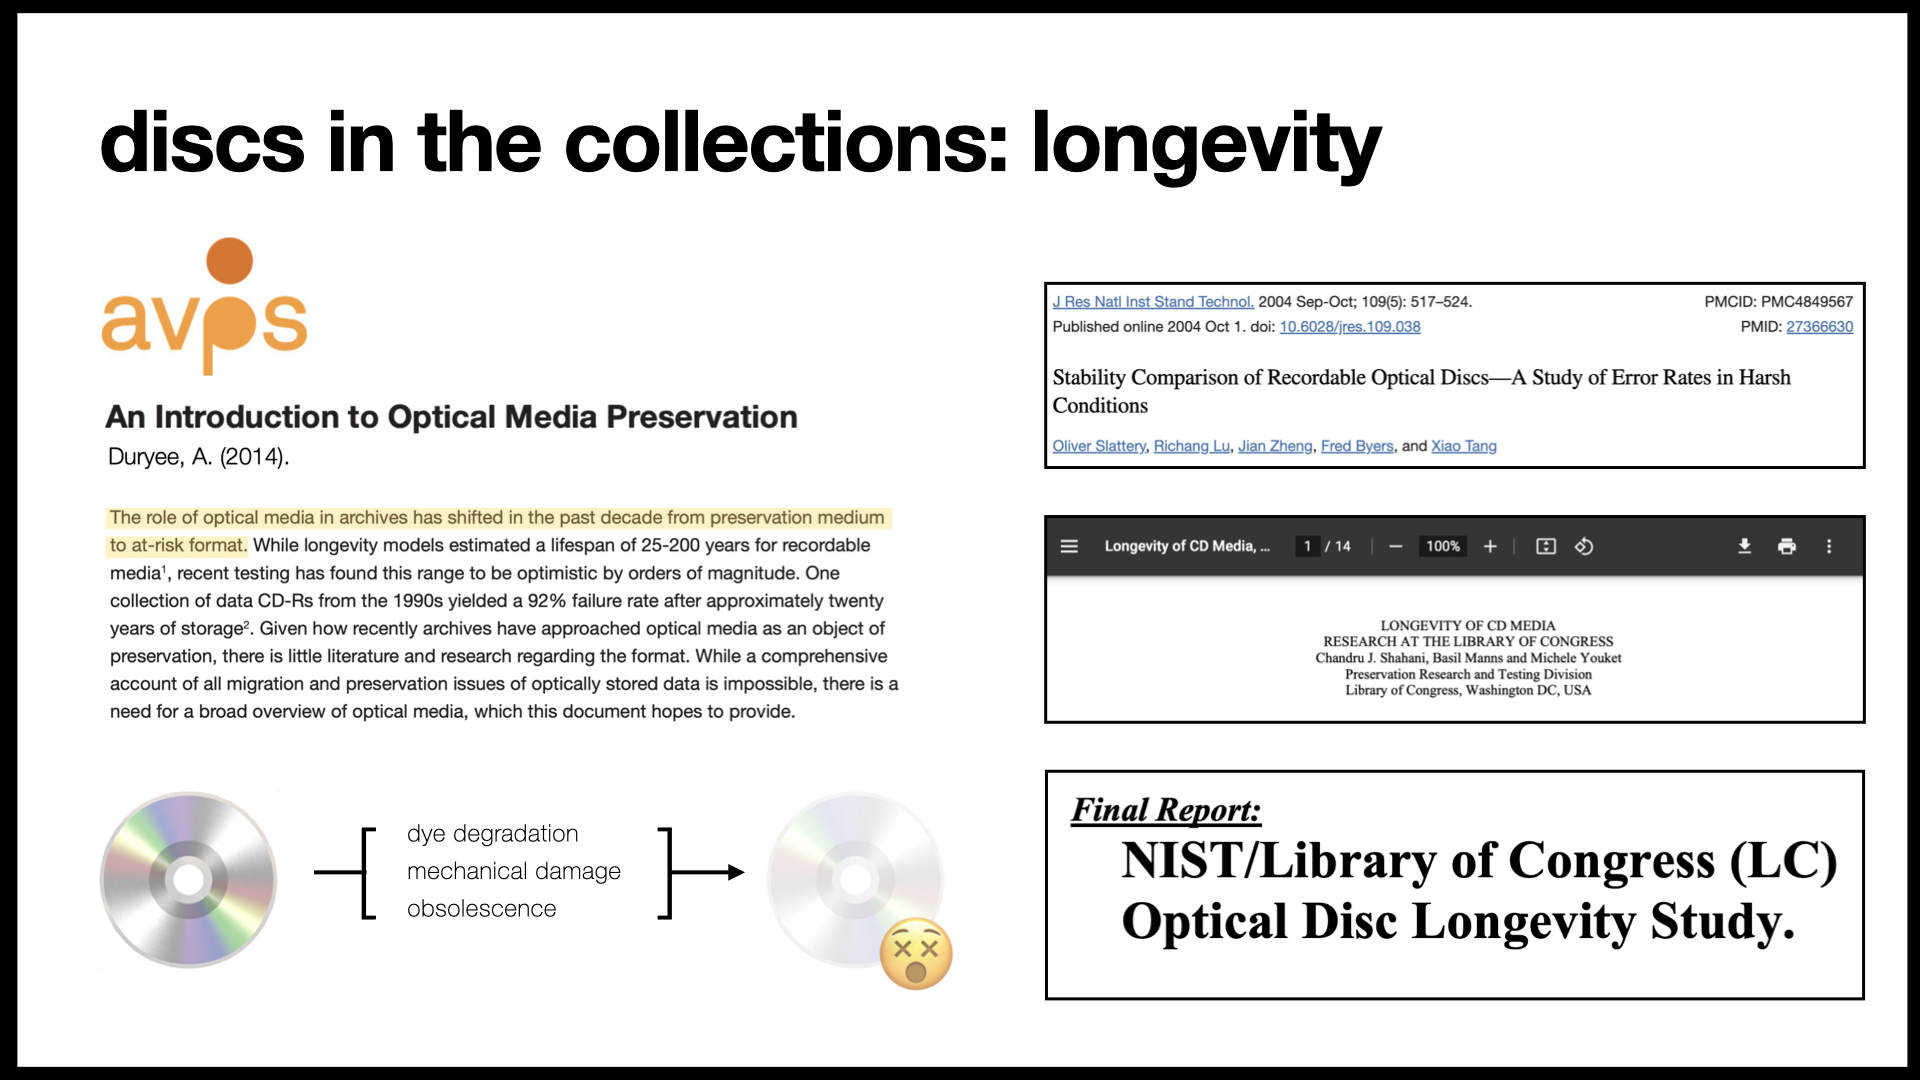 discs in the collections: longevity
avps
An Introduction to Optical Media Preservation
Duryee, A. (2014).
The role of optical media in archives has shifted in the past decade from preservation medium
to at-risk format. While longevity models estimated a lifespan of 25-200 years for recordable
media¹, recent testing has found this range to be optimistic by orders of magnitude. One
collection of data CD-Rs from the 1990s yielded a 92% failure rate after approximately twenty
years of storage². Given how recently archives have approached optical media as an object of
preservation, there is little literature and research regarding the format. While a comprehensive
account of all migration and preservation issues of optically stored data is impossible, there is a
need for a broad overview of optical media, which this document hopes to provide.
dye degradation
mechanical damage
obsolescence
J Res Natl Inst Stand Technol. 2004 Sep-Oct; 109(5): 517–524. PMCID: PMC4849567
Published online 2004 Oct 1. doi: 10.6028/jres.109.038 PMID: 27366630
Stability Comparison of Recordable Optical Discs—A Study of Error Rates in Harsh
Conditions
Oliver Slattery, Richang Lu, Jian Zheng, Fred Byers, and Xiao Tang
Longevity of CD Media, ... 1 / 14 100%
LONGEVITY OF CD MEDIA
RESEARCH AT THE LIBRARY OF CONGRESS
Chandru J. Shahani, Basil Manns and Michele Youket
Preservation Research and Testing Division
Library of Congress, Washington DC, USA
Final Report:
NIST/Library of Congress (LC)
Optical Disc Longevity Study.